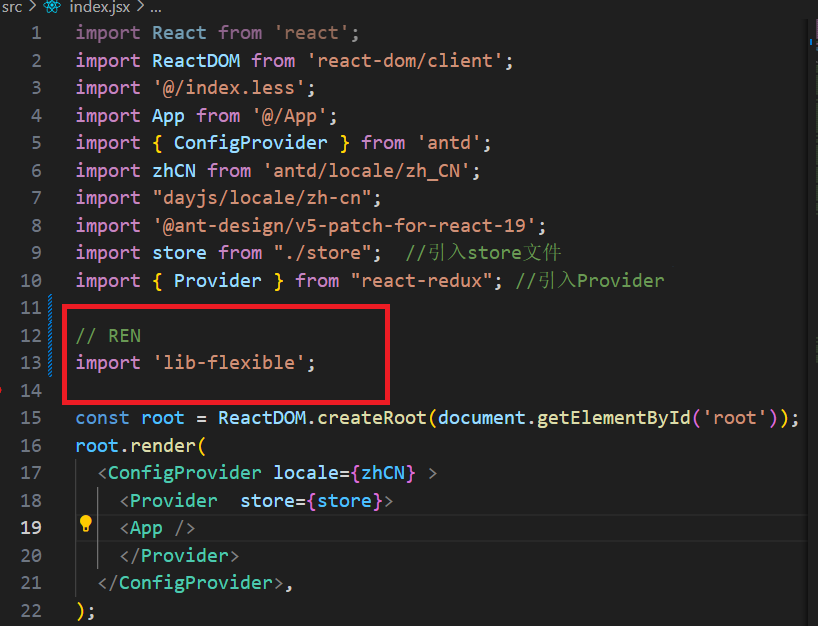 src > index.jsx > ...
1 import React from 'react';
2 import ReactDOM from 'react-dom/client';
3 import '@/index.less';
4 import App from '@/App';
5 import { ConfigProvider } from 'antd';
6 import zhCN from 'antd/locale/zh_CN';
7 import "dayjs/locale/zh-cn";
8 import '@ant-design/v5-patch-for-react-19';
9 import store from "./store";  //引入store文件
10 import { Provider } from "react-redux"; //引入Provider
11
12 // REN
13 import 'lib-flexible';
14
15 const root = ReactDOM.createRoot(document.getElementById('root'));
16 root.render(
17   <ConfigProvider locale={zhCN} >
18     <Provider  store={store}>
19     <App />
20     </Provider>
21   </ConfigProvider>,
22 );